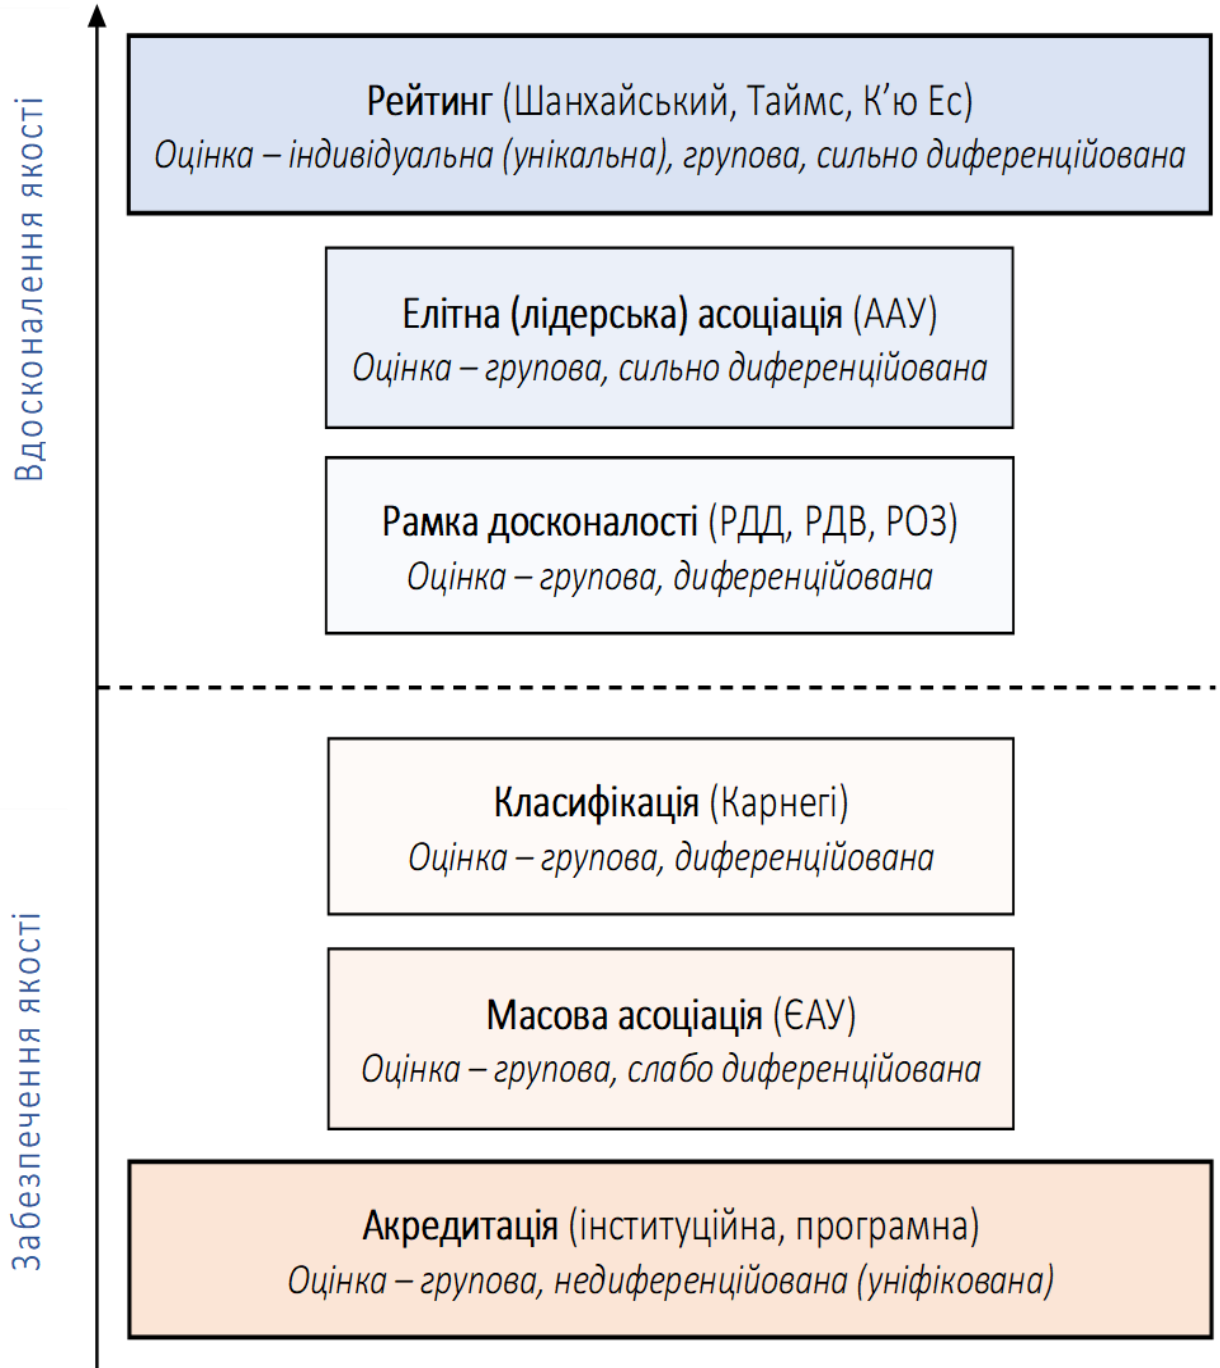 Вдосконалення якості
Рейтинг (Шанхайський, Таймс, К’ю Ес)
Оцінка – індивідуальна (унікальна), групова, сильно диференційована
Елітна (лідерська) асоціація (ААУ)
Оцінка – групова, сильно диференційована
Рамка досконалості (РДД, РДВ, РОЗ)
Оцінка – групова, диференційована
Забезпечення якості
Класифікація (Карнегі)
Оцінка – групова, диференційована
Масова асоціація (ЄАУ)
Оцінка – групова, слабо диференційована
Акредитація (інституційна, програмна)
Оцінка – групова, недиференційована (уніфікована)